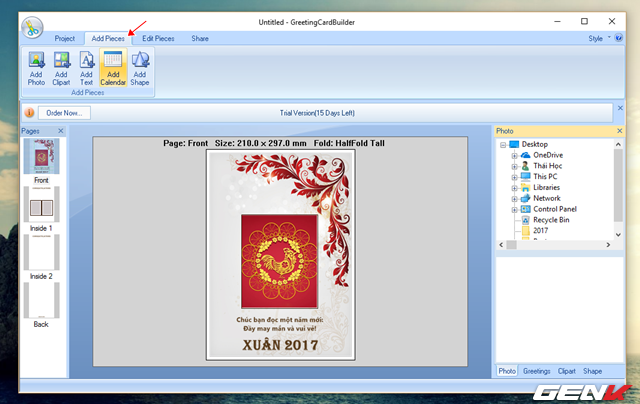 Untitled - GreetingCardBuilder
Project Add Pieces Edit Pieces Share Style
Add Photo
Add Clipart
Add Text
Add Calendar
Add Shape
Add Pieces
Order Now...
Trial Version(15 Days Left)
Pages
Front
Inside 1
Inside 2
Back
Page: Front Size: 210.0 x 297.0 mm Fold: HalfFold Tall
Chúc bạn đọc một năm mới:
Đầy may mắn và vui vẻ!
XUÂN 2017
Photo
Desktop
OneDrive
Thái Học
This PC
Libraries
Network
Control Panel
Recycle Bin
2017
Photo Greetings Clipart Shape
GENK